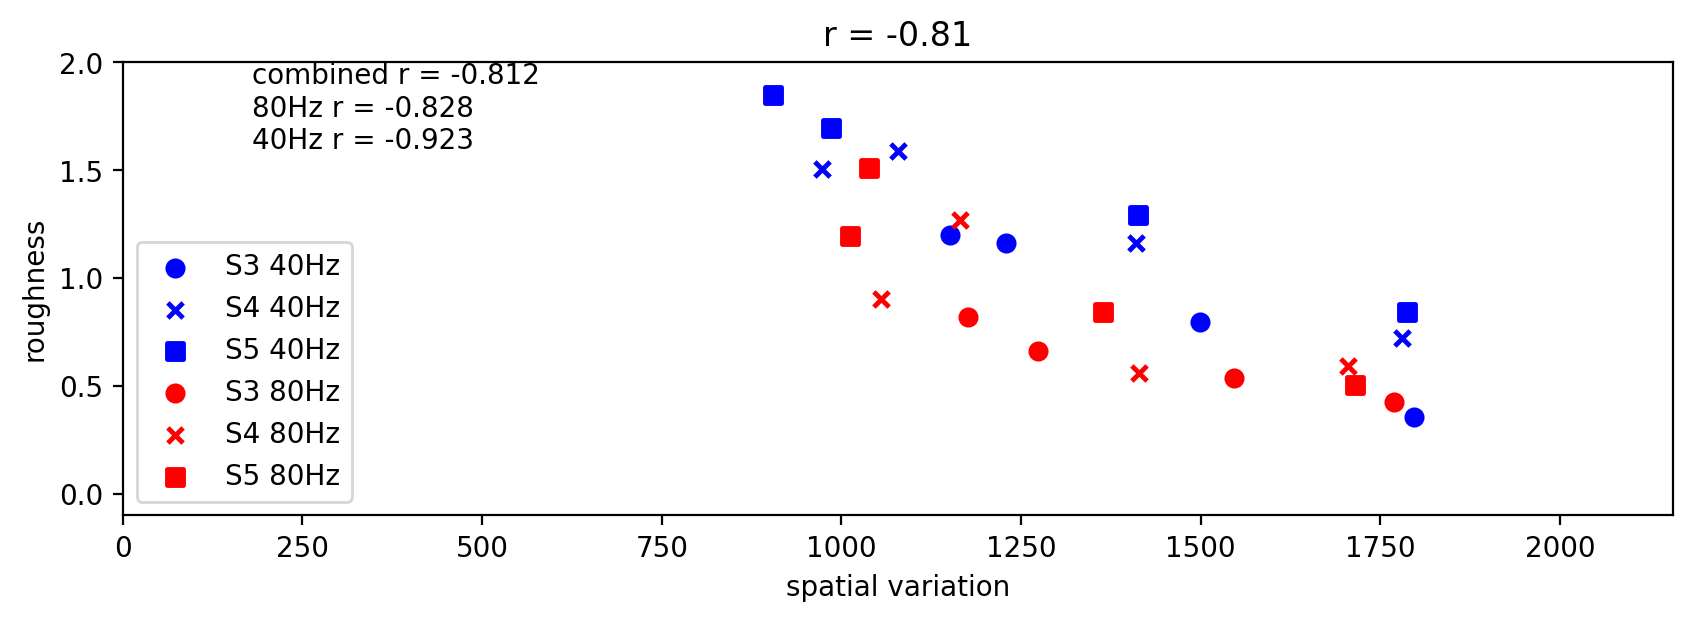 r = -0.81
combined r = -0.812
80Hz r = -0.828
40Hz r = -0.923
2.0
1.5
1.0
0.5
0.0
roughness
S3 40Hz
S4 40Hz
S5 40Hz
S3 80Hz
S4 80Hz
S5 80Hz
0 250 500 750 1000 1250 1500 1750 2000
spatial variation